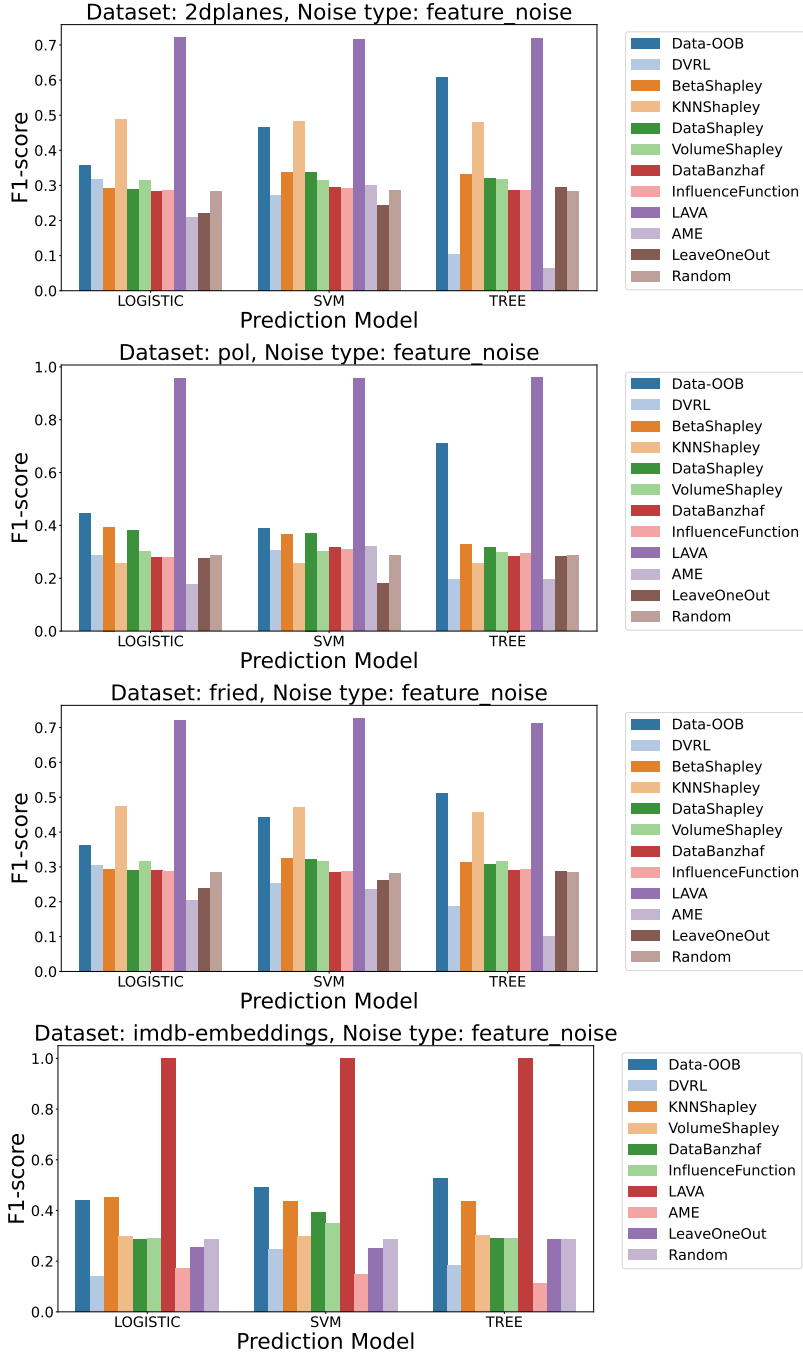 Dataset: 2dplanes, Noise type: feature_noise
F1-score
0.7
0.6
0.5
0.4
0.3
0.2
0.1
0.0
LOGISTIC
SVM
TREE
Prediction Model
Data-OOB
DVRL
BetaShapley
KNNShapley
DataShapley
VolumeShapley
DataBanzhaf
InfluenceFunction
LAVA
AME
LeaveOneOut
Random
Dataset: pol, Noise type: feature_noise
F1-score
1.0
0.8
0.6
0.4
0.2
0.0
LOGISTIC
SVM
TREE
Prediction Model
Data-OOB
DVRL
BetaShapley
KNNShapley
DataShapley
VolumeShapley
DataBanzhaf
InfluenceFunction
LAVA
AME
LeaveOneOut
Random
Dataset: fried, Noise type: feature_noise
F1-score
0.7
0.6
0.5
0.4
0.3
0.2
0.1
0.0
LOGISTIC
SVM
TREE
Prediction Model
Data-OOB
DVRL
BetaShapley
KNNShapley
DataShapley
VolumeShapley
DataBanzhaf
InfluenceFunction
LAVA
AME
LeaveOneOut
Random
Dataset: imdb-embeddings, Noise type: feature_noise
F1-score
1.0
0.8
0.6
0.4
0.2
0.0
LOGISTIC
SVM
TREE
Prediction Model
Data-OOB
DVRL
KNNShapley
VolumeShapley
DataBanzhaf
InfluenceFunction
LAVA
AME
LeaveOneOut
Random